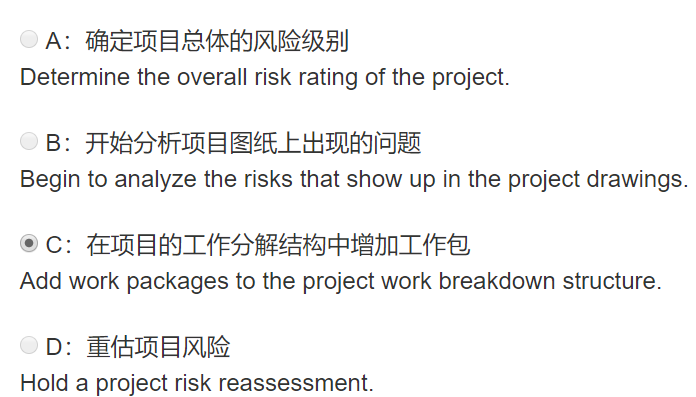 A：确定项目总体的风险级别
Determine the overall risk rating of the project.
B：开始分析项目图纸上出现的问题
Begin to analyze the risks that show up in the project drawings.
C：在项目的工作分解结构中增加工作包
Add work packages to the project work breakdown structure.
D：重估项目风险
Hold a project risk reassessment.